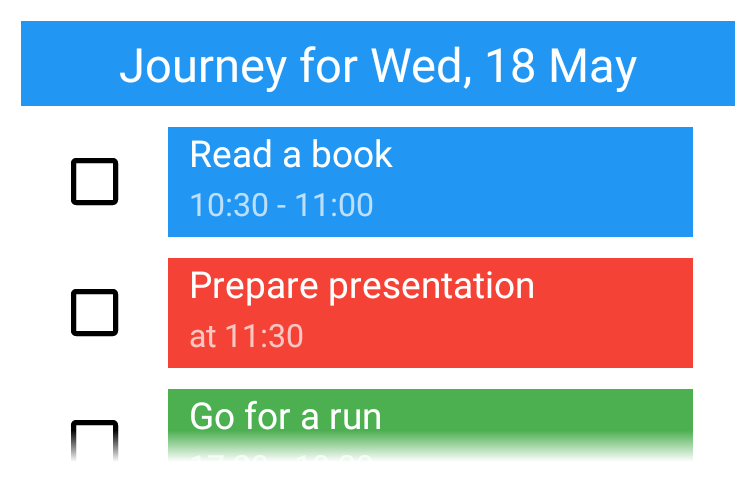 Journey for Wed, 18 May
Read a book
10:30 - 11:00
Prepare presentation
at 11:30
Go for a run